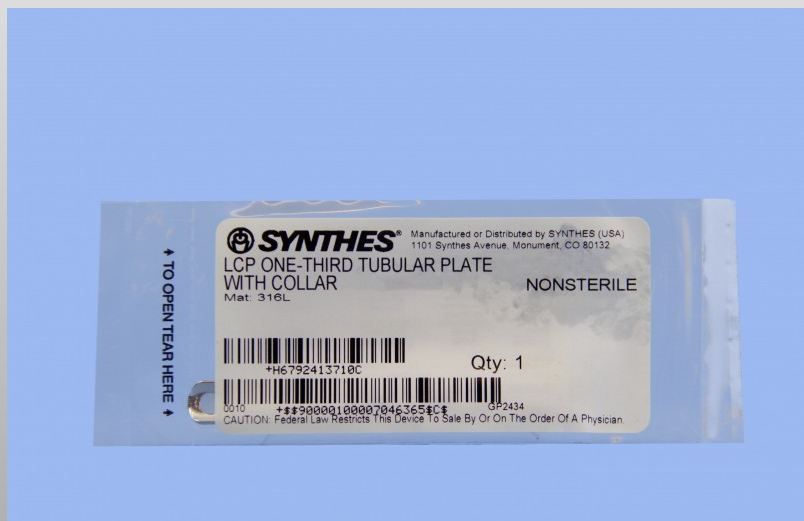 SYNTHES®
Manufactured or Distributed by SYNTHES (USA)
1101 Synthes Avenue, Monument, CO 80132
LCP ONE-THIRD TUBULAR PLATE
WITH COLLAR
NONSTERILE
Mat: 316L
+H6792413710C
Qty: 1
0010
+$$90000100007046365$C$
GP2434
CAUTION: Federal Law Restricts This Device To Sale By Or On The Order Of A Physician.
↑ TO OPEN TEAR HERE ↑